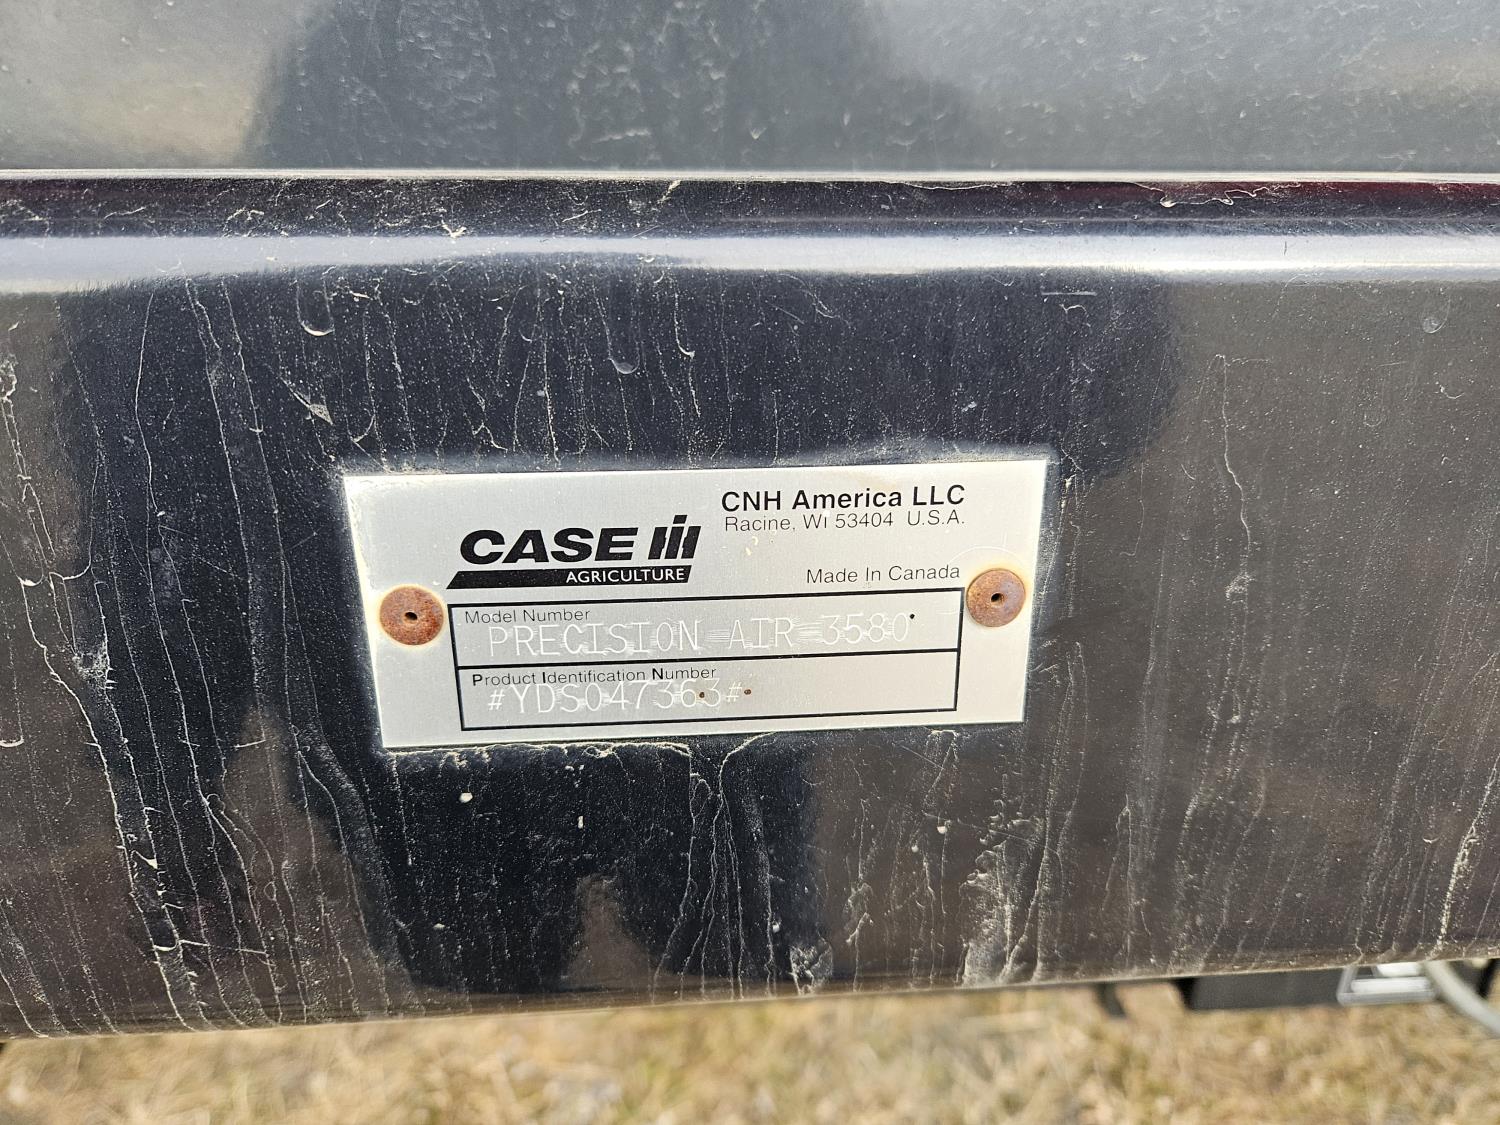 CNH America LLC
Racine, WI 53404 U.S.A.
CASE IH
AGRICULTURE
Made In Canada
Model Number
PRECISION AIR 3580
Product Identification Number
#YDS047363#